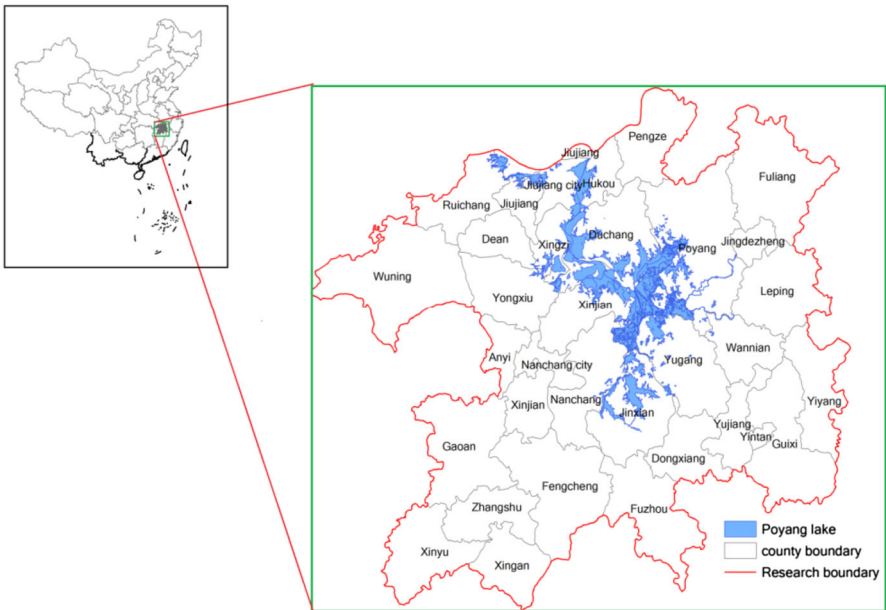 Pengze
Jiujiang
Fuliang
Jiujiang city
Hukou
Ruichang
Jiujiang
Duchang
Dean
Xingzi
Poyang
Jingdezheng
Wuning
Leping
Yongxiu
Xinjian
Anyi
Nanchang city
Yugang
Wannian
Yiyang
Xinjian
Nanchang
Jinxian
Yujiang
Yintan
Guixi
Gaoan
Dongxiang
Fengcheng
Zhangshu
Fuzhou
Xinyu
Xingan
Poyang lake
county boundary
Research boundary